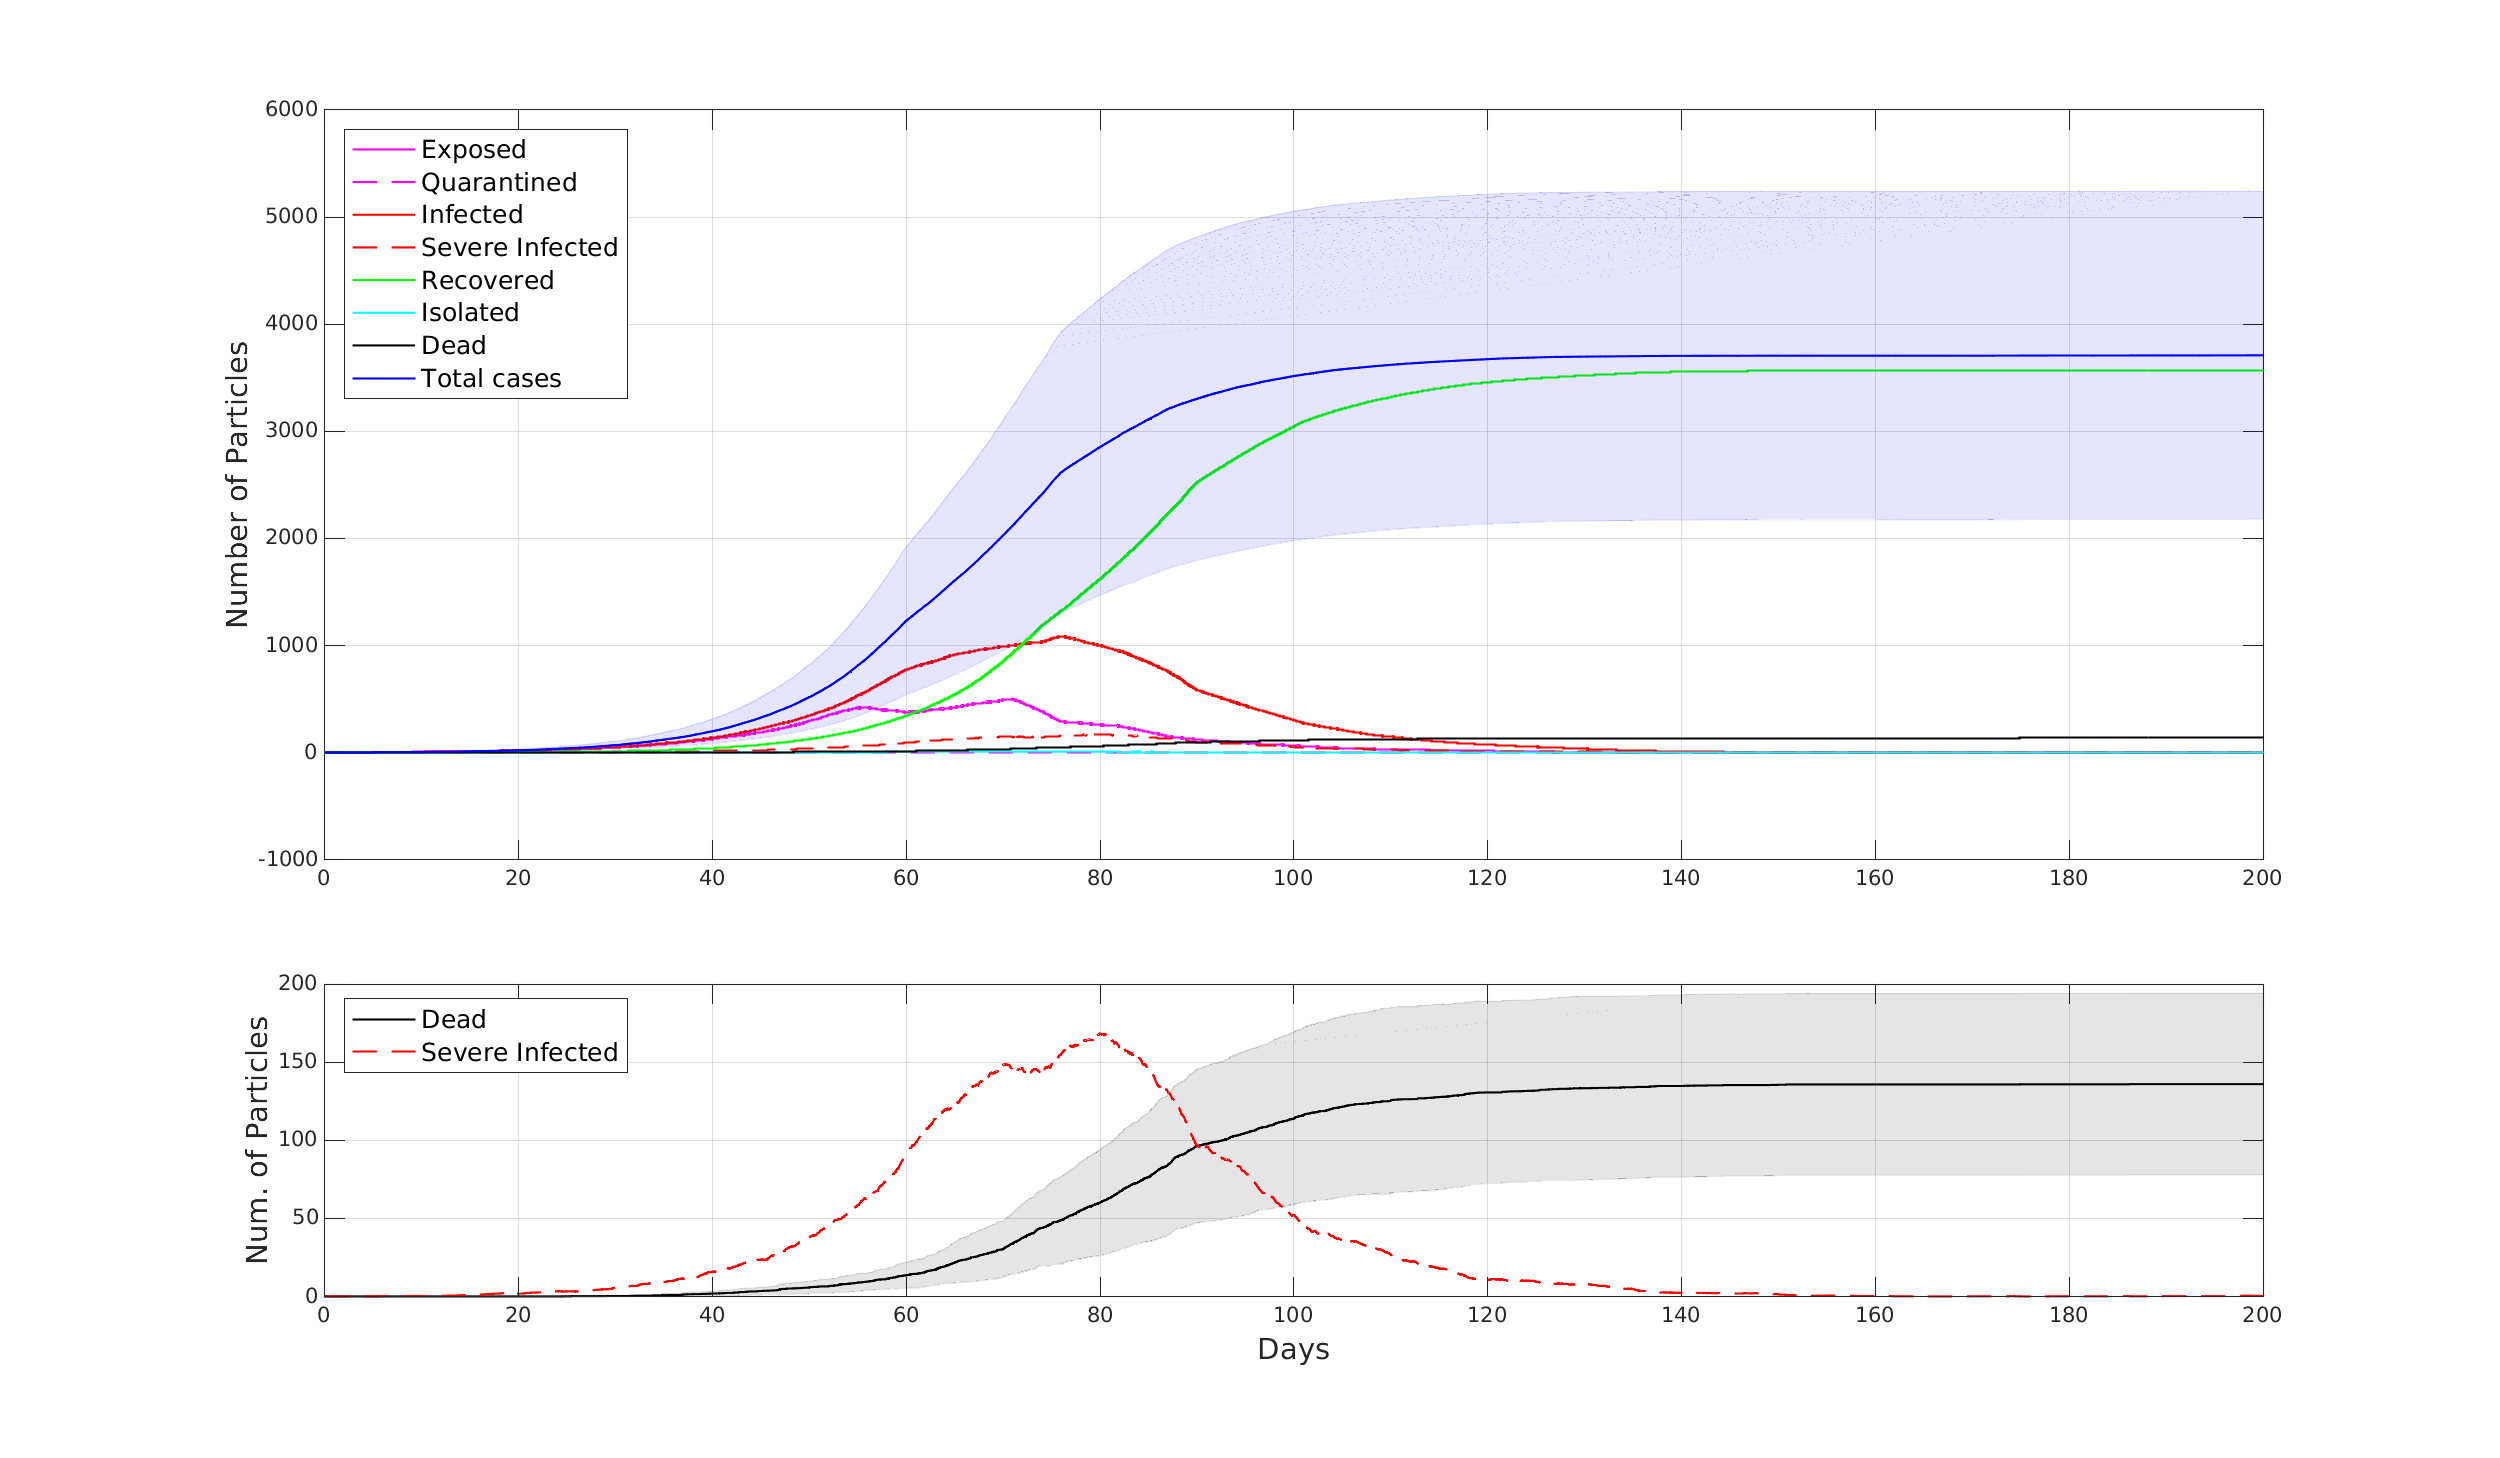 6000
5000
4000
3000
2000
1000
0
-1000
Number of Particles
Exposed
Quarantined
Infected
Severe Infected
Recovered
Isolated
Dead
Total cases
0 20 40 60 80 100 120 140 160 180 200
200
150
100
50
0
Num. of Particles
Dead
Severe Infected
0 20 40 60 80 100 120 140 160 180 200
Days